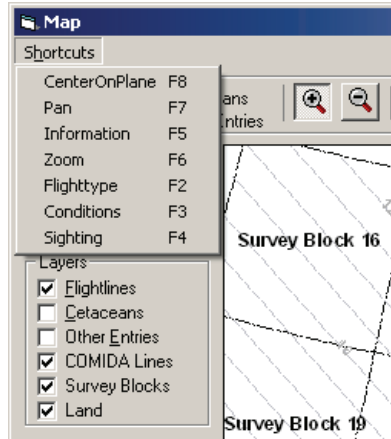 Map
Shortcuts
CenterOnPlane F8
Pan F7
Information F5
Zoom F6
Flighttype F2
Conditions F3
Sighting F4
ans
ntries
Layers
Flightlines
Cetaceans
Other Entries
COMIDA Lines
Survey Blocks
Land
Survey Block 16
Survey Block 19